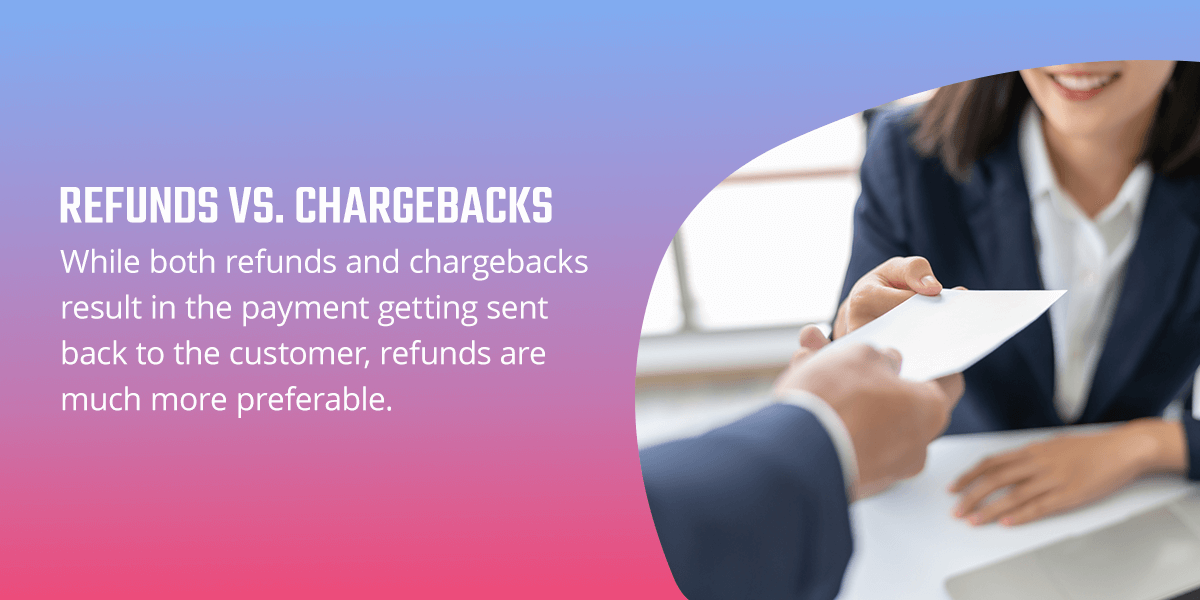 REFUNDS VS. CHARGEBACKS
While both refunds and chargebacks
result in the payment getting sent
back to the customer, refunds are
much more preferable.